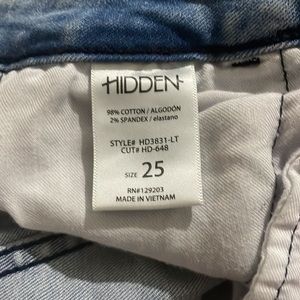 HIDDEN
98% COTTON / ALGODÓN
2% SPANDEX / elastano
STYLE# HD3831-LT
CUT# HD-648
SIZE 25
RN#129203
MADE IN VIETNAM